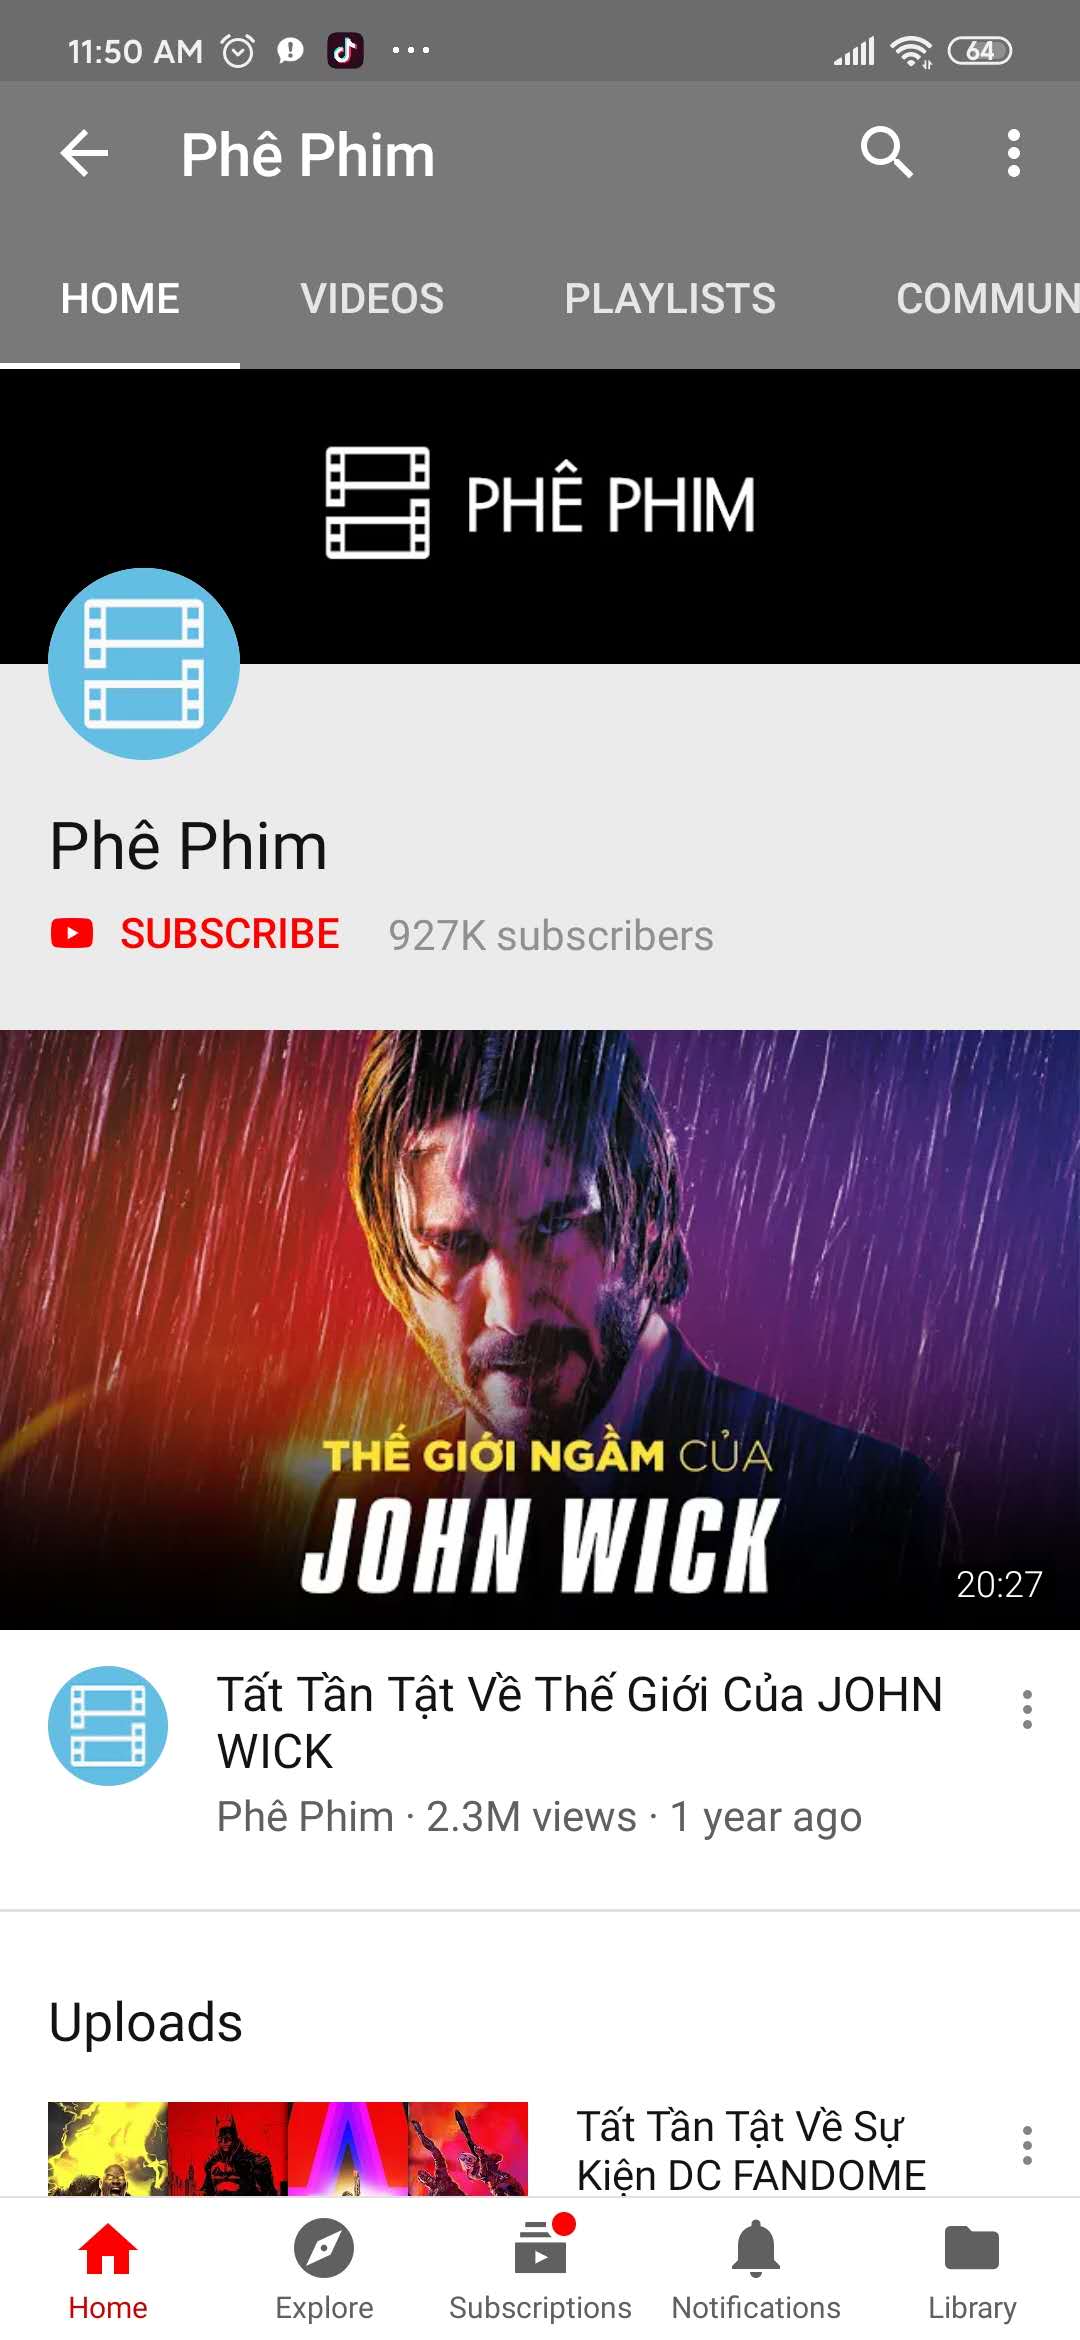 11:50 AM
64
Phê Phim
HOME VIDEOS PLAYLISTS COMMUN
PHÊ PHIM
Phê Phim
SUBSCRIBE 927K subscribers
THẾ GIỚI NGẦM CỦA
JOHN WICK
20:27
Tất Tần Tật Về Thế Giới Của JOHN
WICK
Phê Phim · 2.3M views · 1 year ago
Uploads
Tất Tần Tật Về Sự
Kiện DC FANDOME
Home Explore Subscriptions Notifications Library